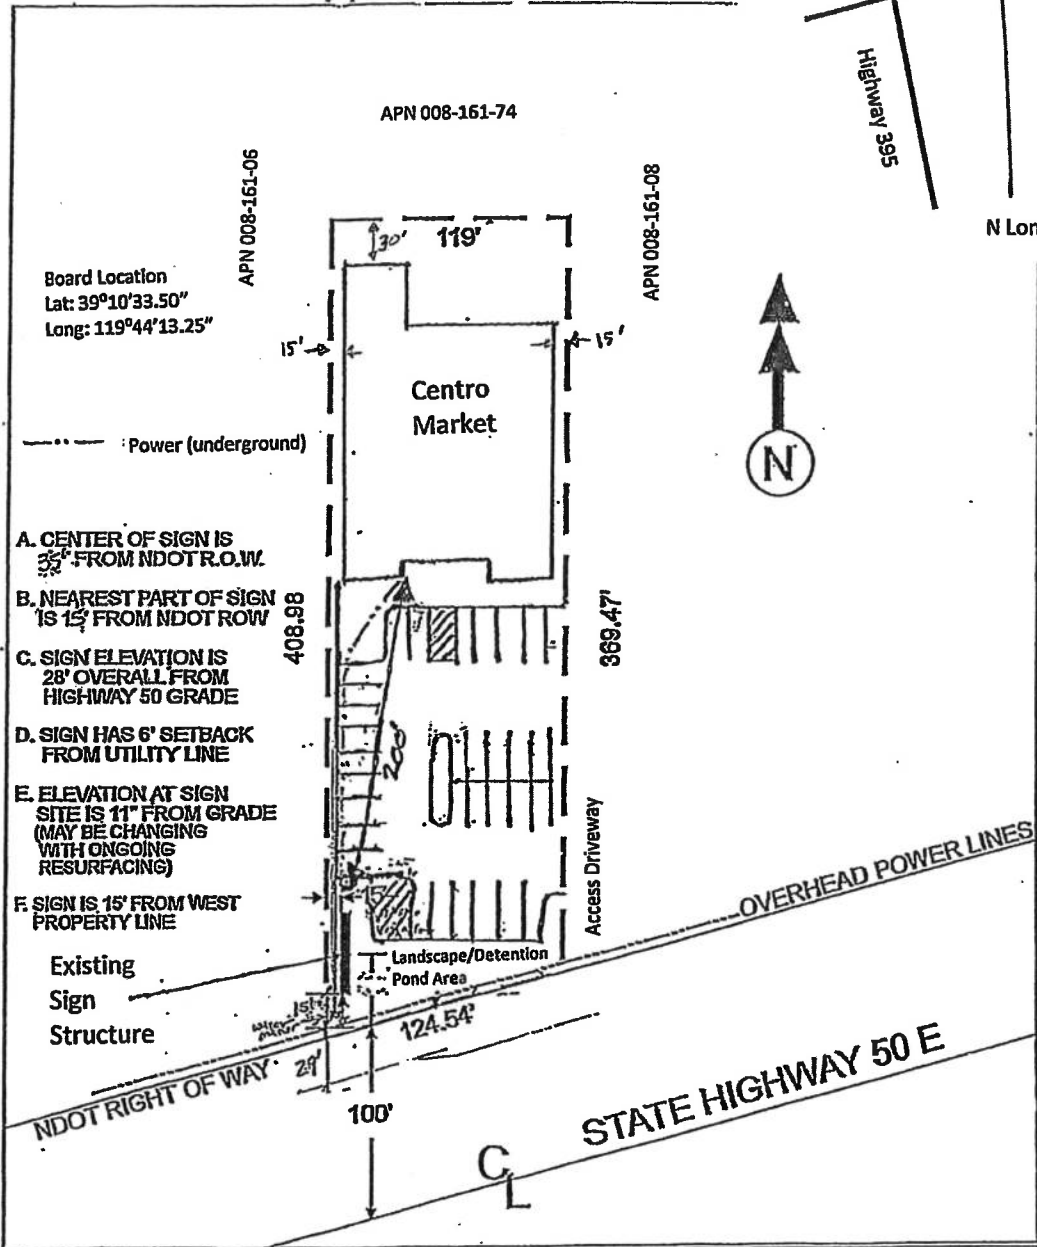 APN 008-161-74
Highway 395
N Lon
APN 008-161-06
APN 008-161-08
30'
119'
Board Location
Lat: 39º10'33.50"
Long: 119º44'13.25"
15'
15'
Centro
Market
Power (underground)
N
A. CENTER OF SIGN IS
FROM NDOT R.O.W.
B. NEAREST PART OF SIGN
IS 15' FROM NDOT ROW
C. SIGN ELEVATION IS
28' OVERALL FROM
HIGHWAY 50 GRADE
D. SIGN HAS 6' SETBACK
FROM UTILITY LINE
E. ELEVATION AT SIGN
SITE IS 11" FROM GRADE
(MAY BE CHANGING
WITH ONGOING
RESURFACING)
F. SIGN IS 15' FROM WEST
PROPERTY LINE
408.98
369.47'
200'
15'
Access Driveway
OVERHEAD POWER LINES
Existing
Sign
Structure
Landscape/Detention
Pond Area
15'
124.54'
29'
NDOT RIGHT OF WAY
100'
STATE HIGHWAY 50 E
CL